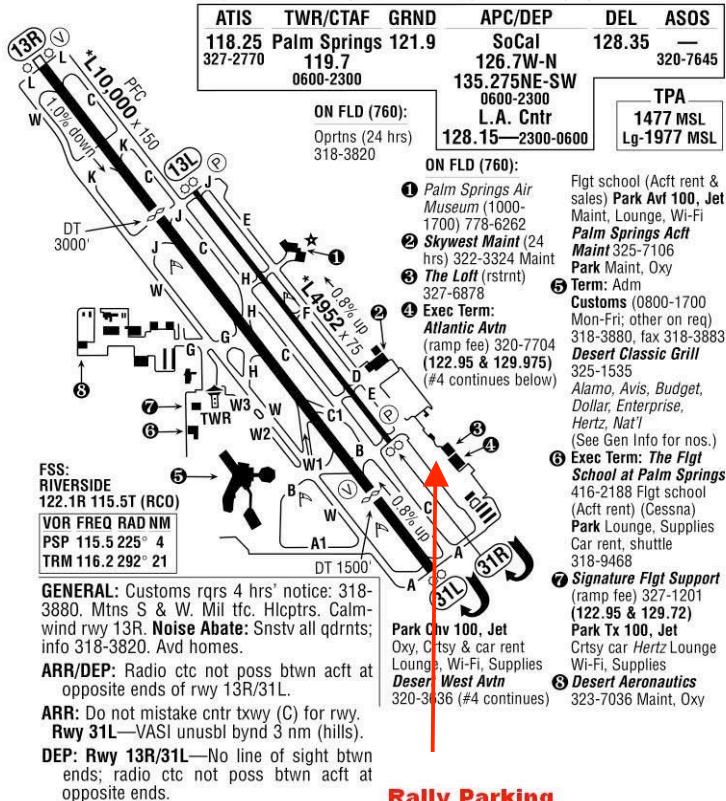 ATIS TWR/CTAF GRND APC/DEP DEL ASOS
118.25 Palm Springs 121.9 SoCal 128.35 —
327-2770 119.7 126.7W-N 320-7645
0600-2300 135.275NE-SW
0600-2300
L.A. Cntr
128.15—2300-0600
TPA
1477 MSL
Lg-1977 MSL
ON FLD (760):
Oprtns (24 hrs)
318-3820
13R
V
*L10,000 x 150
PFC
1.0% down
L
L
W
C
K
K
C
13L
P
J
J
E
DT
3000'
J
C
W
H
H
F
*L4952 x 75
0.8% up
G
G
H
C
D
E
P
W3
W
W2
C1
W1
B
V
B
W
0.8% up
C
A1
DT 1500'
A
A
31L
31R
TWR
1
2
3
4
5
6
7
8
ON FLD (760):
1 Palm Springs Air
Museum (1000-
1700) 778-6262
2 Skywest Maint (24
hrs) 322-3324 Maint
3 The Loft (rstrnt)
327-6878
4 Exec Term:
Atlantic Avtn
(ramp fee) 320-7704
(122.95 & 129.975)
(#4 continues below)
Park Chv 100, Jet
Oxy, Crtsy & car rent
Lounge, Wi-Fi, Supplies
Desert West Avtn
320-3636 (#4 continues)
Flgt school (Acft rent &
sales) Park Avf 100, Jet
Maint, Lounge, Wi-Fi
Palm Springs Acft
Maint 325-7106
Park Maint, Oxy
5 Term: Adm
Customs (0800-1700
Mon-Fri; other on req)
318-3880, fax 318-3883
Desert Classic Grill
325-1535
Alamo, Avis, Budget,
Dollar, Enterprise,
Hertz, Nat'l
(See Gen Info for nos.)
6 Exec Term: The Flgt
School at Palm Springs
416-2188 Flgt school
(Acft rent) (Cessna)
Park Lounge, Supplies
Car rent, shuttle
318-9468
7 Signature Flgt Support
(ramp fee) 327-1201
(122.95 & 129.72)
Park Tx 100, Jet
Crtsy car Hertz Lounge
Wi-Fi, Supplies
8 Desert Aeronautics
323-7036 Maint, Oxy
FSS:
RIVERSIDE
122.1R 115.5T (RCO)
VOR FREQ RAD NM
PSP 115.5 225° 4
TRM 116.2 292° 21
GENERAL: Customs rqrs 4 hrs' notice: 318-
3880. Mtns S & W. Mil tfc. Hlcptrs. Calm-
wind rwy 13R. Noise Abate: Snstv all qdrnts;
info 318-3820. Avd homes.
ARR/DEP: Radio ctc not poss btwn acft at
opposite ends of rwy 13R/31L.
ARR: Do not mistake cntr txwy (C) for rwy.
Rwy 31L—VASI unusbl bynd 3 nm (hills).
DEP: Rwy 13R/31L—No line of sight btwn
ends; radio ctc not poss btwn acft at
opposite ends.
Rally Parking